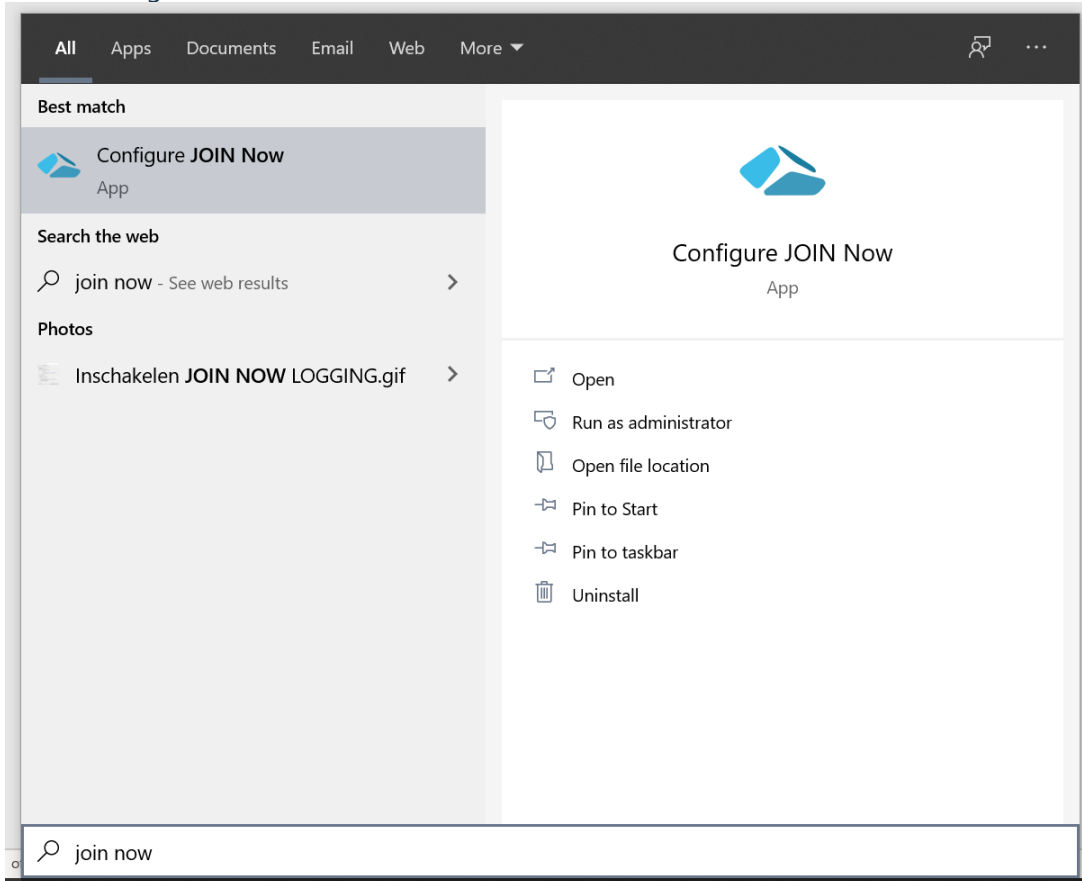 All Apps Documents Email Web More
Best match
Configure JOIN Now
App
Search the web
join now - See web results
Photos
Inschakelen JOIN NOW LOGGING.gif
Configure JOIN Now
App
Open
Run as administrator
Open file location
Pin to Start
Pin to taskbar
Uninstall
join now